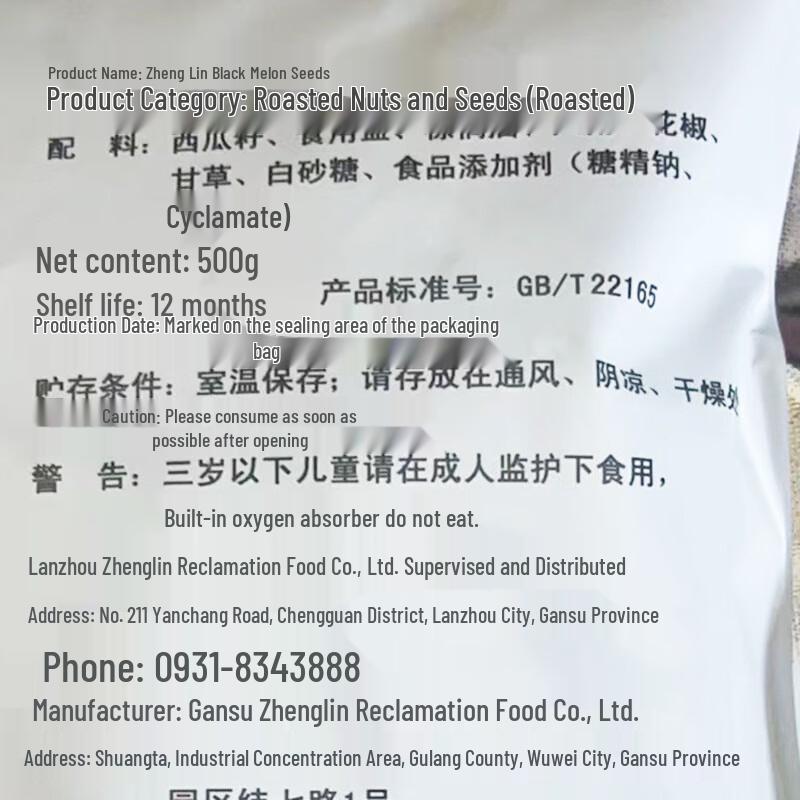 Product Name: Zheng Lin Black Melon Seeds
Product Category: Roasted Nuts and Seeds (Roasted)
配 料：西瓜籽、食用盐、 花椒、
甘草、白砂糖、食品添加剂（糖精钠、
Cyclamate)
Net content: 500g
产品标准号：GB/T 22165
Shelf life: 12 months
Production Date: Marked on the sealing area of the packaging
bag
贮存条件：室温保存；请存放在通风、阴凉、干燥处
Caution: Please consume as soon as
possible after opening
警 告：三岁以下儿童请在成人监护下食用，
Built-in oxygen absorber do not eat.
Lanzhou Zhenglin Reclamation Food Co., Ltd. Supervised and Distributed
Address: No. 211 Yanchang Road, Chengguan District, Lanzhou City, Gansu Province
Phone: 0931-8343888
Manufacturer: Gansu Zhenglin Reclamation Food Co., Ltd.
Address: Shuangta, Industrial Concentration Area, Gulang County, Wuwei City, Gansu Province